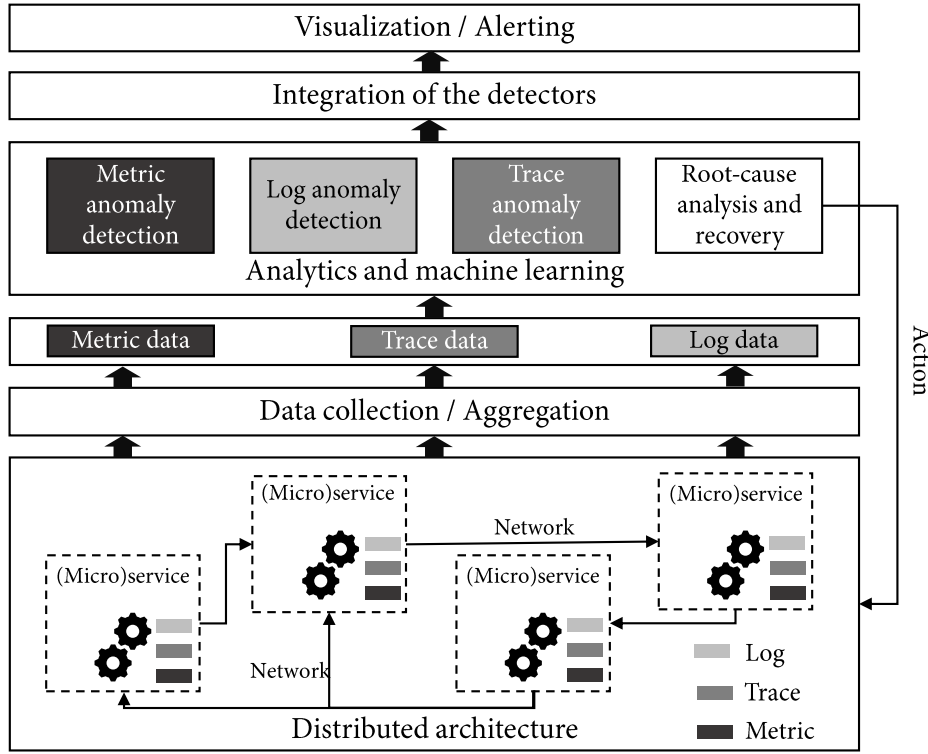 Visualization / Alerting
Integration of the detectors
Metric
anomaly
detection
Log anomaly
detection
Trace
anomaly
detection
Root-cause
analysis and
recovery
Analytics and machine learning
Action
Metric data
Trace data
Log data
Data collection / Aggregation
(Micro)service
(Micro)service
Network
(Micro)service
(Micro)service
Network
Log
Trace
Metric
Distributed architecture